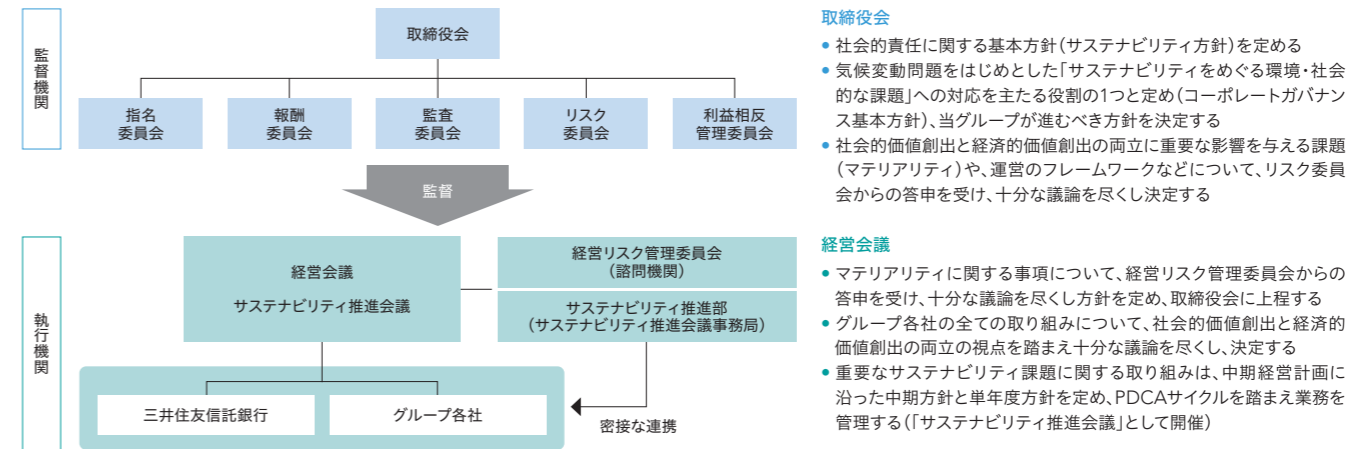 監督機関
取締役会
指名
委員会
報酬
委員会
監査
委員会
リスク
委員会
利益相反
管理委員会
監督
執行機関
経営会議
サステナビリティ推進会議
経営リスク管理委員会
（諮問機関）
サステナビリティ推進部
（サステナビリティ推進会議事務局）
三井住友信託銀行
グループ各社
密接な連携
取締役会
● 社会的責任に関する基本方針（サステナビリティ方針）を定める
● 気候変動問題をはじめとした「サステナビリティをめぐる環境・社会
的な課題」への対応を主たる役割の1つと定め（コーポレートガバナン
ス基本方針）、当グループが進むべき方針を決定する
● 社会的価値創出と経済的価値創出の両立に重要な影響を与える課題
（マテリアリティ）や、運営のフレームワークなどについて、リスク委員
会からの答申を受け、十分な議論を尽くし決定する
経営会議
● マテリアリティに関する事項について、経営リスク管理委員会からの
答申を受け、十分な議論を尽くし方針を定め、取締役会に上程する
● グループ各社の全ての取り組みについて、社会的価値創出と経済的
価値創出の両立の視点を踏まえ十分な議論を尽くし、決定する
● 重要なサステナビリティ課題に関する取り組みは、中期経営計画に
沿った中期方針と単年度方針を定め、PDCAサイクルを踏まえ業務を
管理する（「サステナビリティ推進会議」として開催）